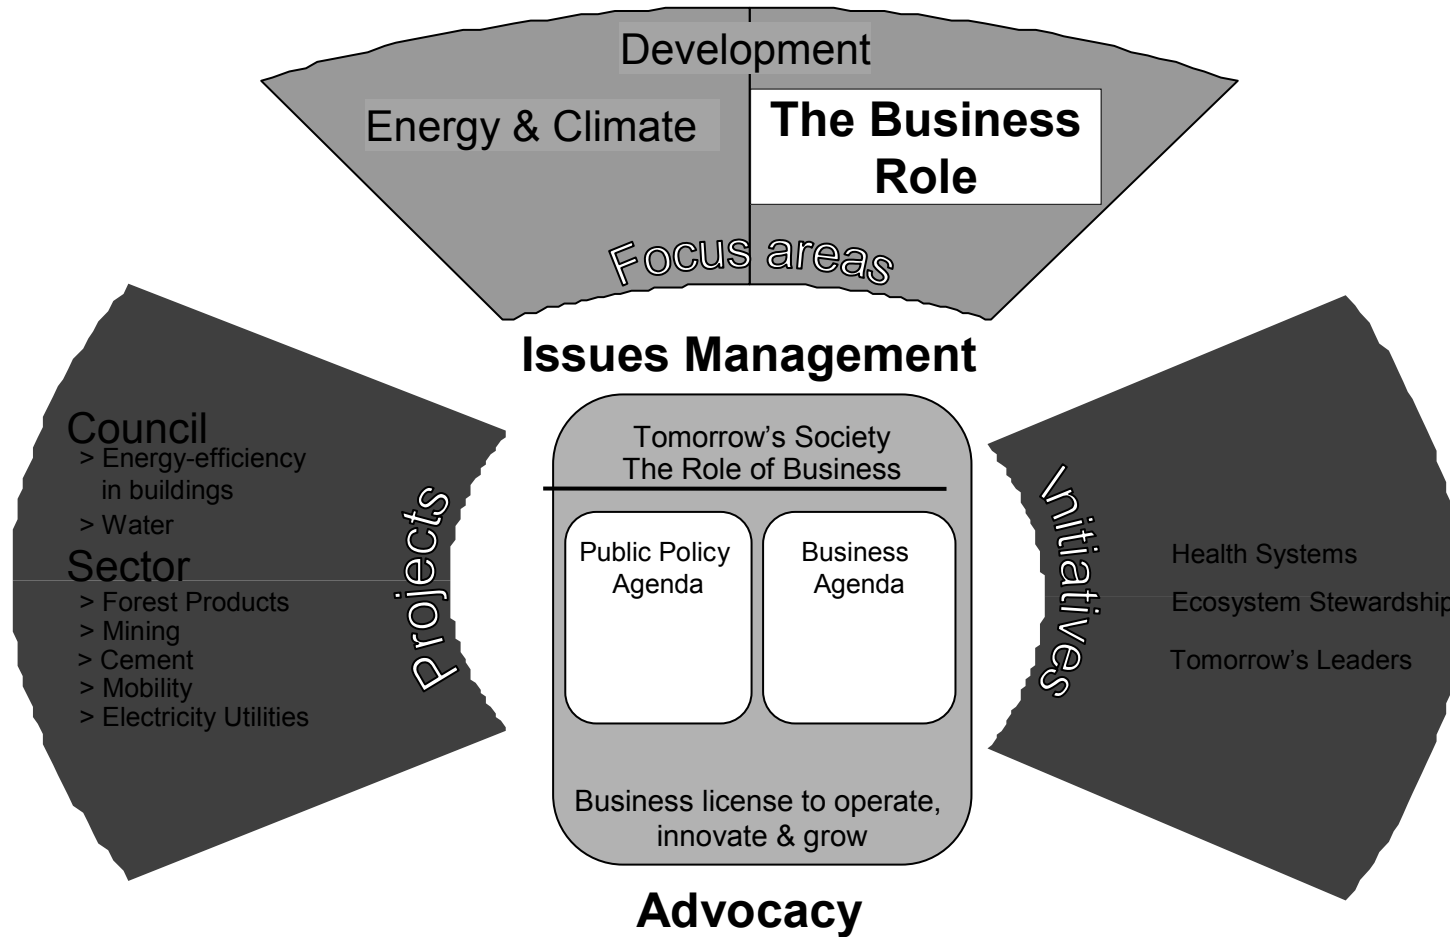 Development
Energy & Climate
The Business
Role
Focus areas
Issues Management
Council
> Energy-efficiency
in buildings
> Water
Sector
> Forest Products
> Mining
> Cement
> Mobility
> Electricity Utilities
Projects
Tomorrow’s Society
The Role of Business
Public Policy
Agenda
Business
Agenda
Business license to operate,
innovate & grow
Initiatives
Health Systems
Ecosystem Stewardship
Tomorrow’s Leaders
Advocacy